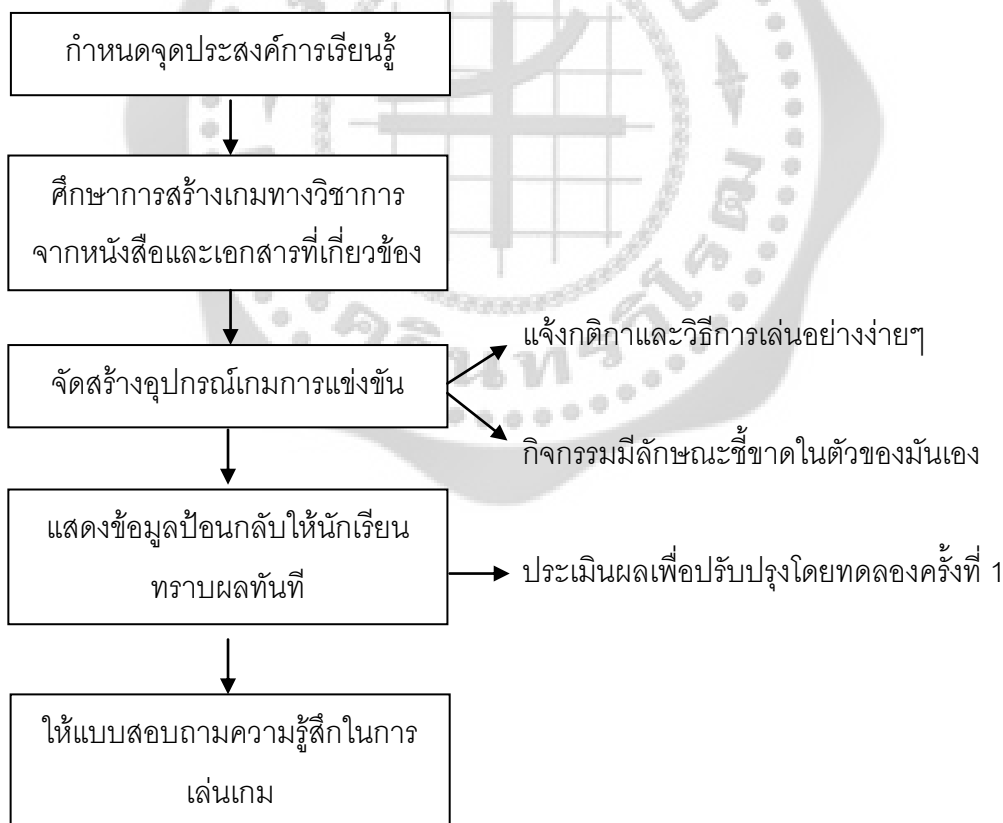 กำหนดจุดประสงค์การเรียนรู้
ศึกษาการสร้างเกมทางวิชาการ
จากหนังสือและเอกสารที่เกี่ยวข้อง
จัดสร้างอุปกรณ์เกมการแข่งขัน
แจ้งกติกาและวิธีการเล่นอย่างง่ายๆ
กิจกรรมมีลักษณะชี้ขาดในตัวของมันเอง
แสดงข้อมูลป้อนกลับให้นักเรียน
ทราบผลทันที
ประเมินผลเพื่อปรับปรุงโดยทดลองครั้งที่ 1
ให้แบบสอบถามความรู้สึกในการ
เล่นเกม